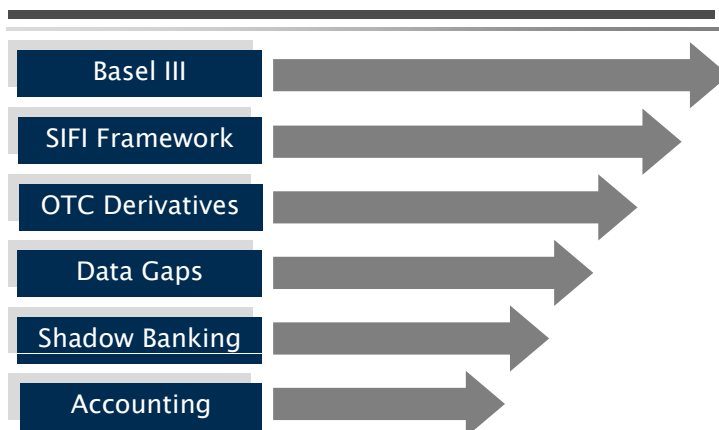 Basel III
SIFI Framework
OTC Derivatives
Data Gaps
Shadow Banking
Accounting